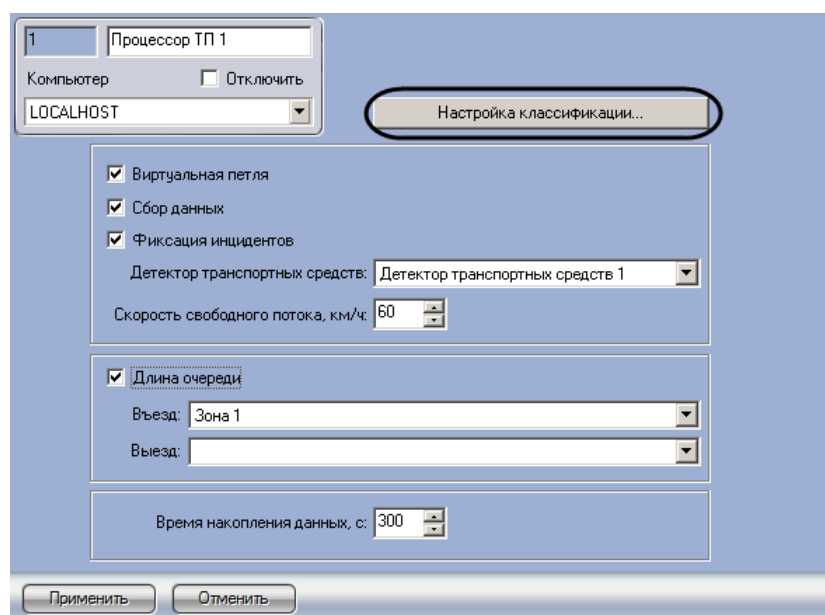 1 Процессор ТП 1
Компьютер Отключить
LOCALHOST
Настройка классификации...
Виртуальная петля
Сбор данных
Фиксация инцидентов
Детектор транспортных средств: Детектор транспортных средств 1
Скорость свободного потока, км/ч: 60
Длина очереди
Въезд: Зона 1
Выезд:
Время накопления данных, с: 300
Применить Отменить